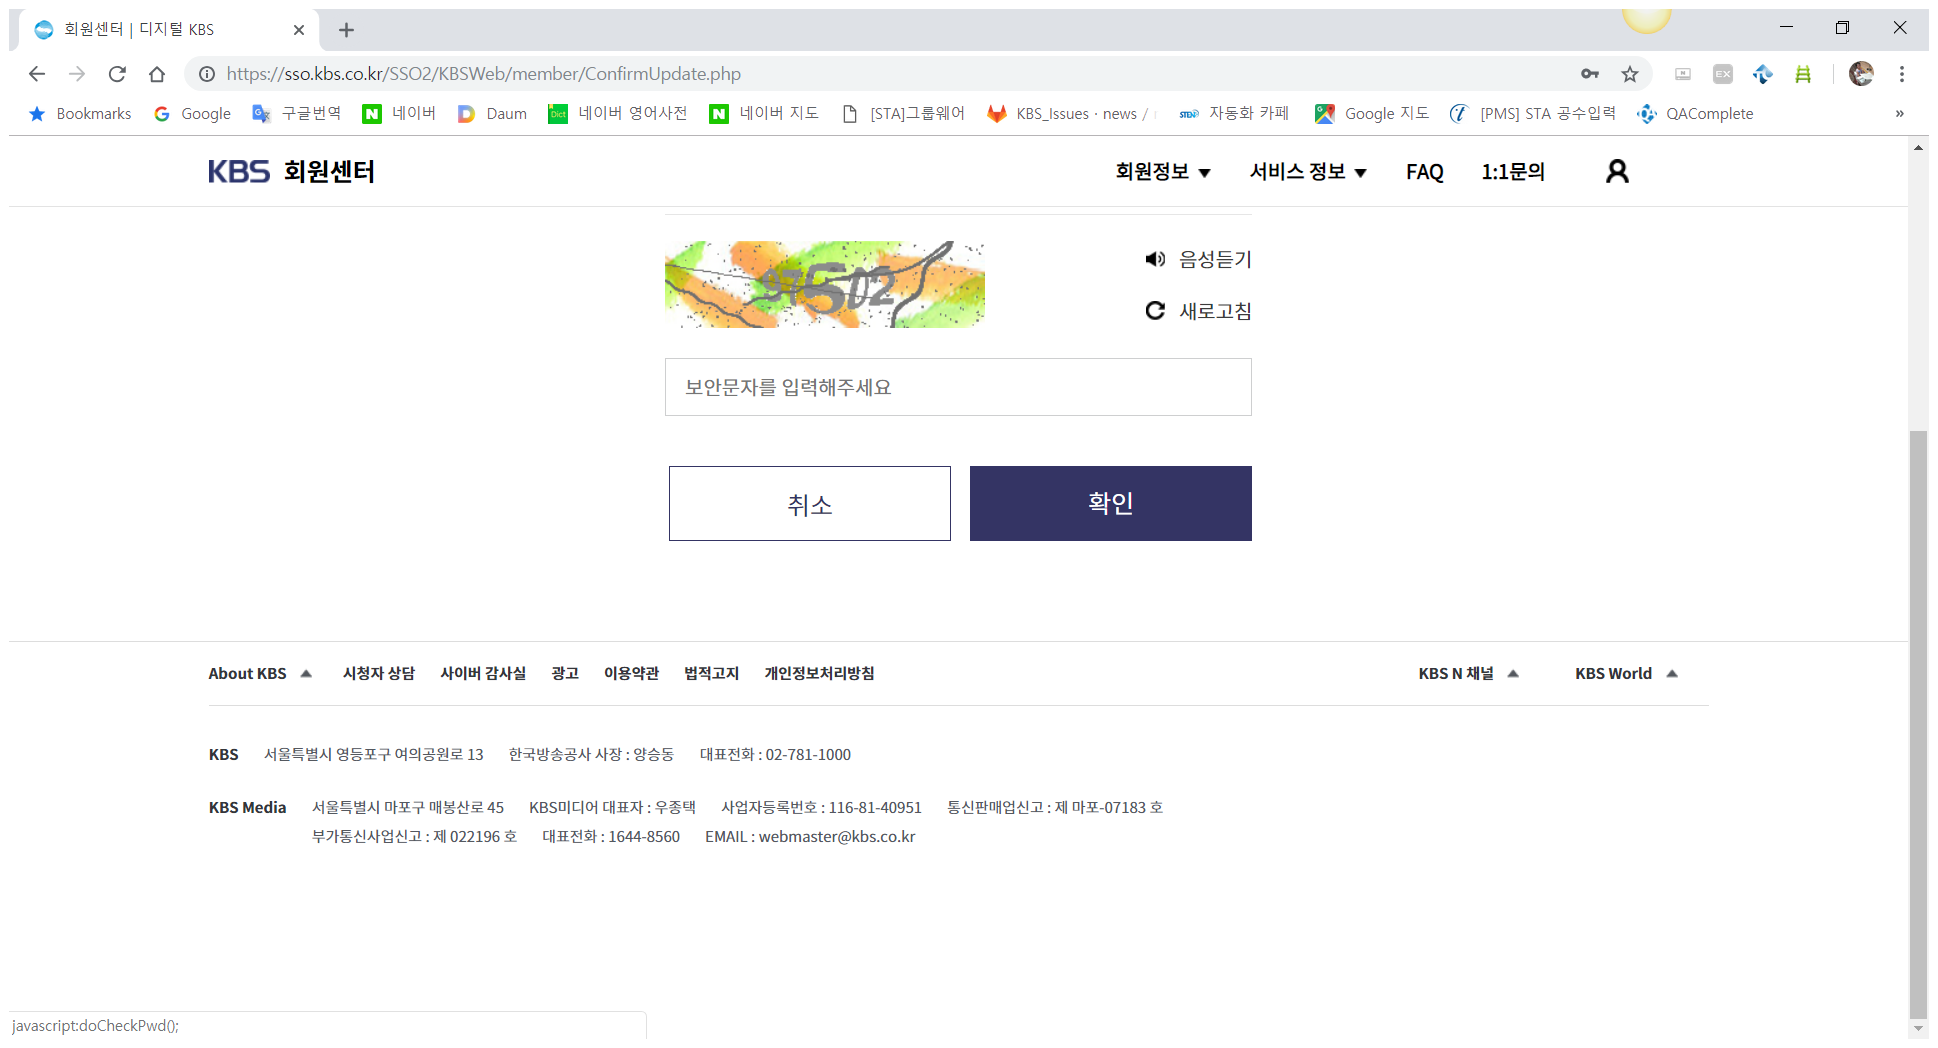 회원센터 | 디지털 KBS
https://sso.kbs.co.kr/SSO2/KBSWeb/member/ConfirmUpdate.php
Bookmarks Google 구글번역 네이버 Daum 네이버 영어사전 네이버 지도 [STA]그룹웨어 KBS_Issues · news / 자동화 카페 Google 지도 [PMS] STA 공수입력 QAComplete »
KBS 회원센터 회원정보 ▼ 서비스 정보 ▼ FAQ 1:1문의
97502
음성듣기
새로고침
보안문자를 입력해주세요
취소 확인
About KBS ▲ 시청자 상담 사이버 감사실 광고 이용약관 법적고지 개인정보처리방침 KBS N 채널 ▲ KBS World ▲
KBS 서울특별시 영등포구 여의공원로 13 한국방송공사 사장 : 양승동 대표전화 : 02-781-1000
KBS Media 서울특별시 마포구 매봉산로 45 KBS미디어 대표자 : 우종택 사업자등록번호 : 116-81-40951 통신판매업신고 : 제 마포-07183 호
부가통신사업신고 : 제 022196 호 대표전화 : 1644-8560 EMAIL : webmaster@kbs.co.kr
javascript:doCheckPwd();